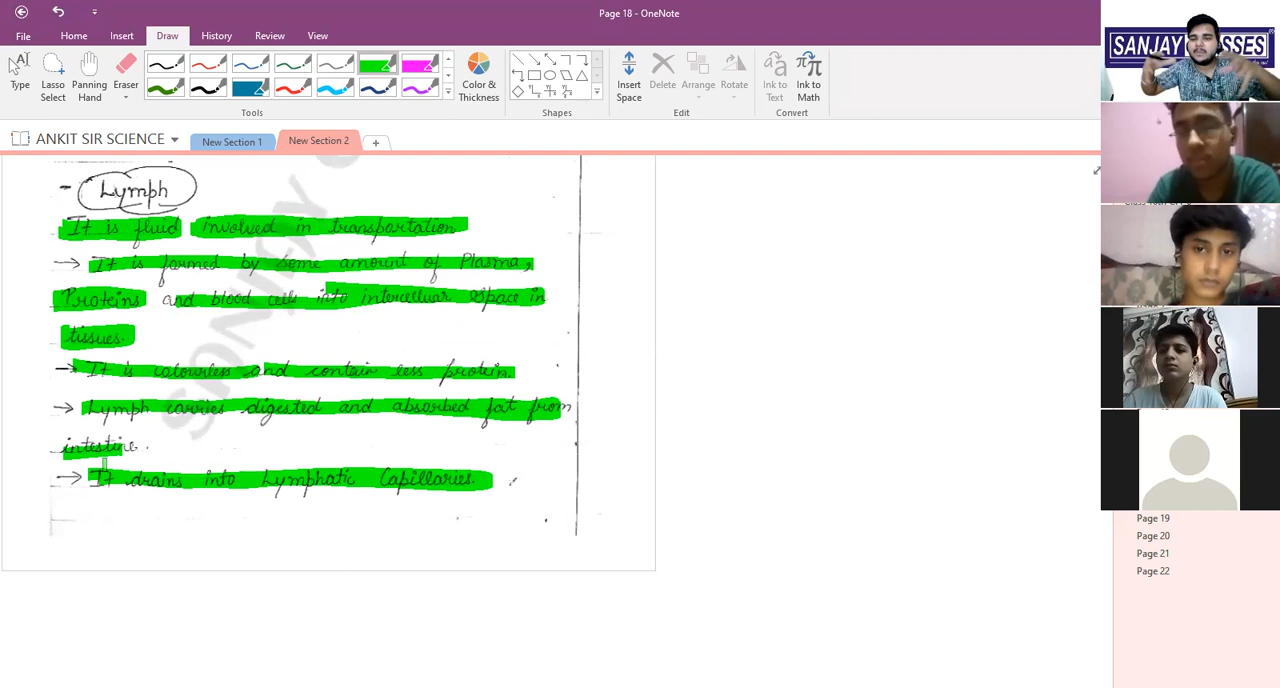 Page 18 - OneNote
File Home Insert Draw History Review View
Type
Lasso Select
Panning Hand
Eraser
Color & Thickness
Insert Space
Delete
Arrange
Rotate
Ink to Text
Ink to Math
Tools
Shapes
Edit
Convert
ANKIT SIR SCIENCE
New Section 1
New Section 2
- Lymph
It is fluid involved in transportation
→ It is formed by some amount of Plasma,
Proteins and blood cells into intercellular space in
tissues.
→ It is colourless and contain less protein.
→ Lymph carries digested and absorbed fat from
intestine.
→ It drains into Lymphatic Capillaries.
SANJAY CLASSES
Page 19
Page 20
Page 21
Page 22